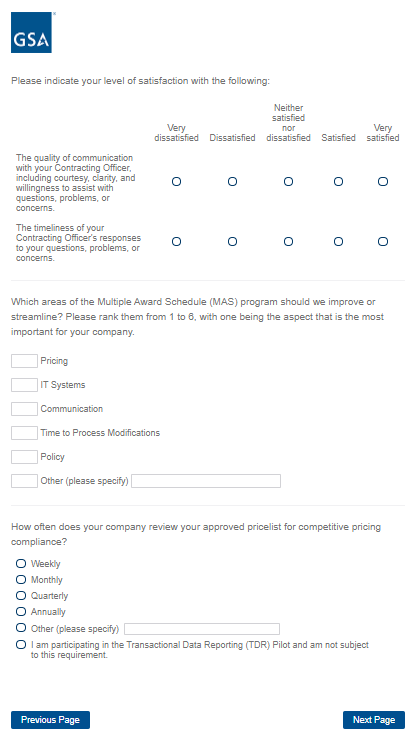 GSA
Please indicate your level of satisfaction with the following:
Neither
satisfied
Very nor Very
dissatisfied Dissatisfied dissatisfied Satisfied satisfied
The quality of communication
with your Contracting Officer,
including courtesy, clarity, and
willingness to assist with
questions, problems, or
concerns.
The timeliness of your
Contracting Officer's responses
to your questions, problems, or
concerns.
Which areas of the Multiple Award Schedule (MAS) program should we improve or
streamline? Please rank them from 1 to 6, with one being the aspect that is the most
important for your company.
Pricing
IT Systems
Communication
Time to Process Modifications
Policy
Other (please specify)
How often does your company review your approved pricelist for competitive pricing
compliance?
Weekly
Monthly
Quarterly
Annually
Other (please specify)
I am participating in the Transactional Data Reporting (TDR) Pilot and am not subject
to this requirement.
Previous Page Next Page